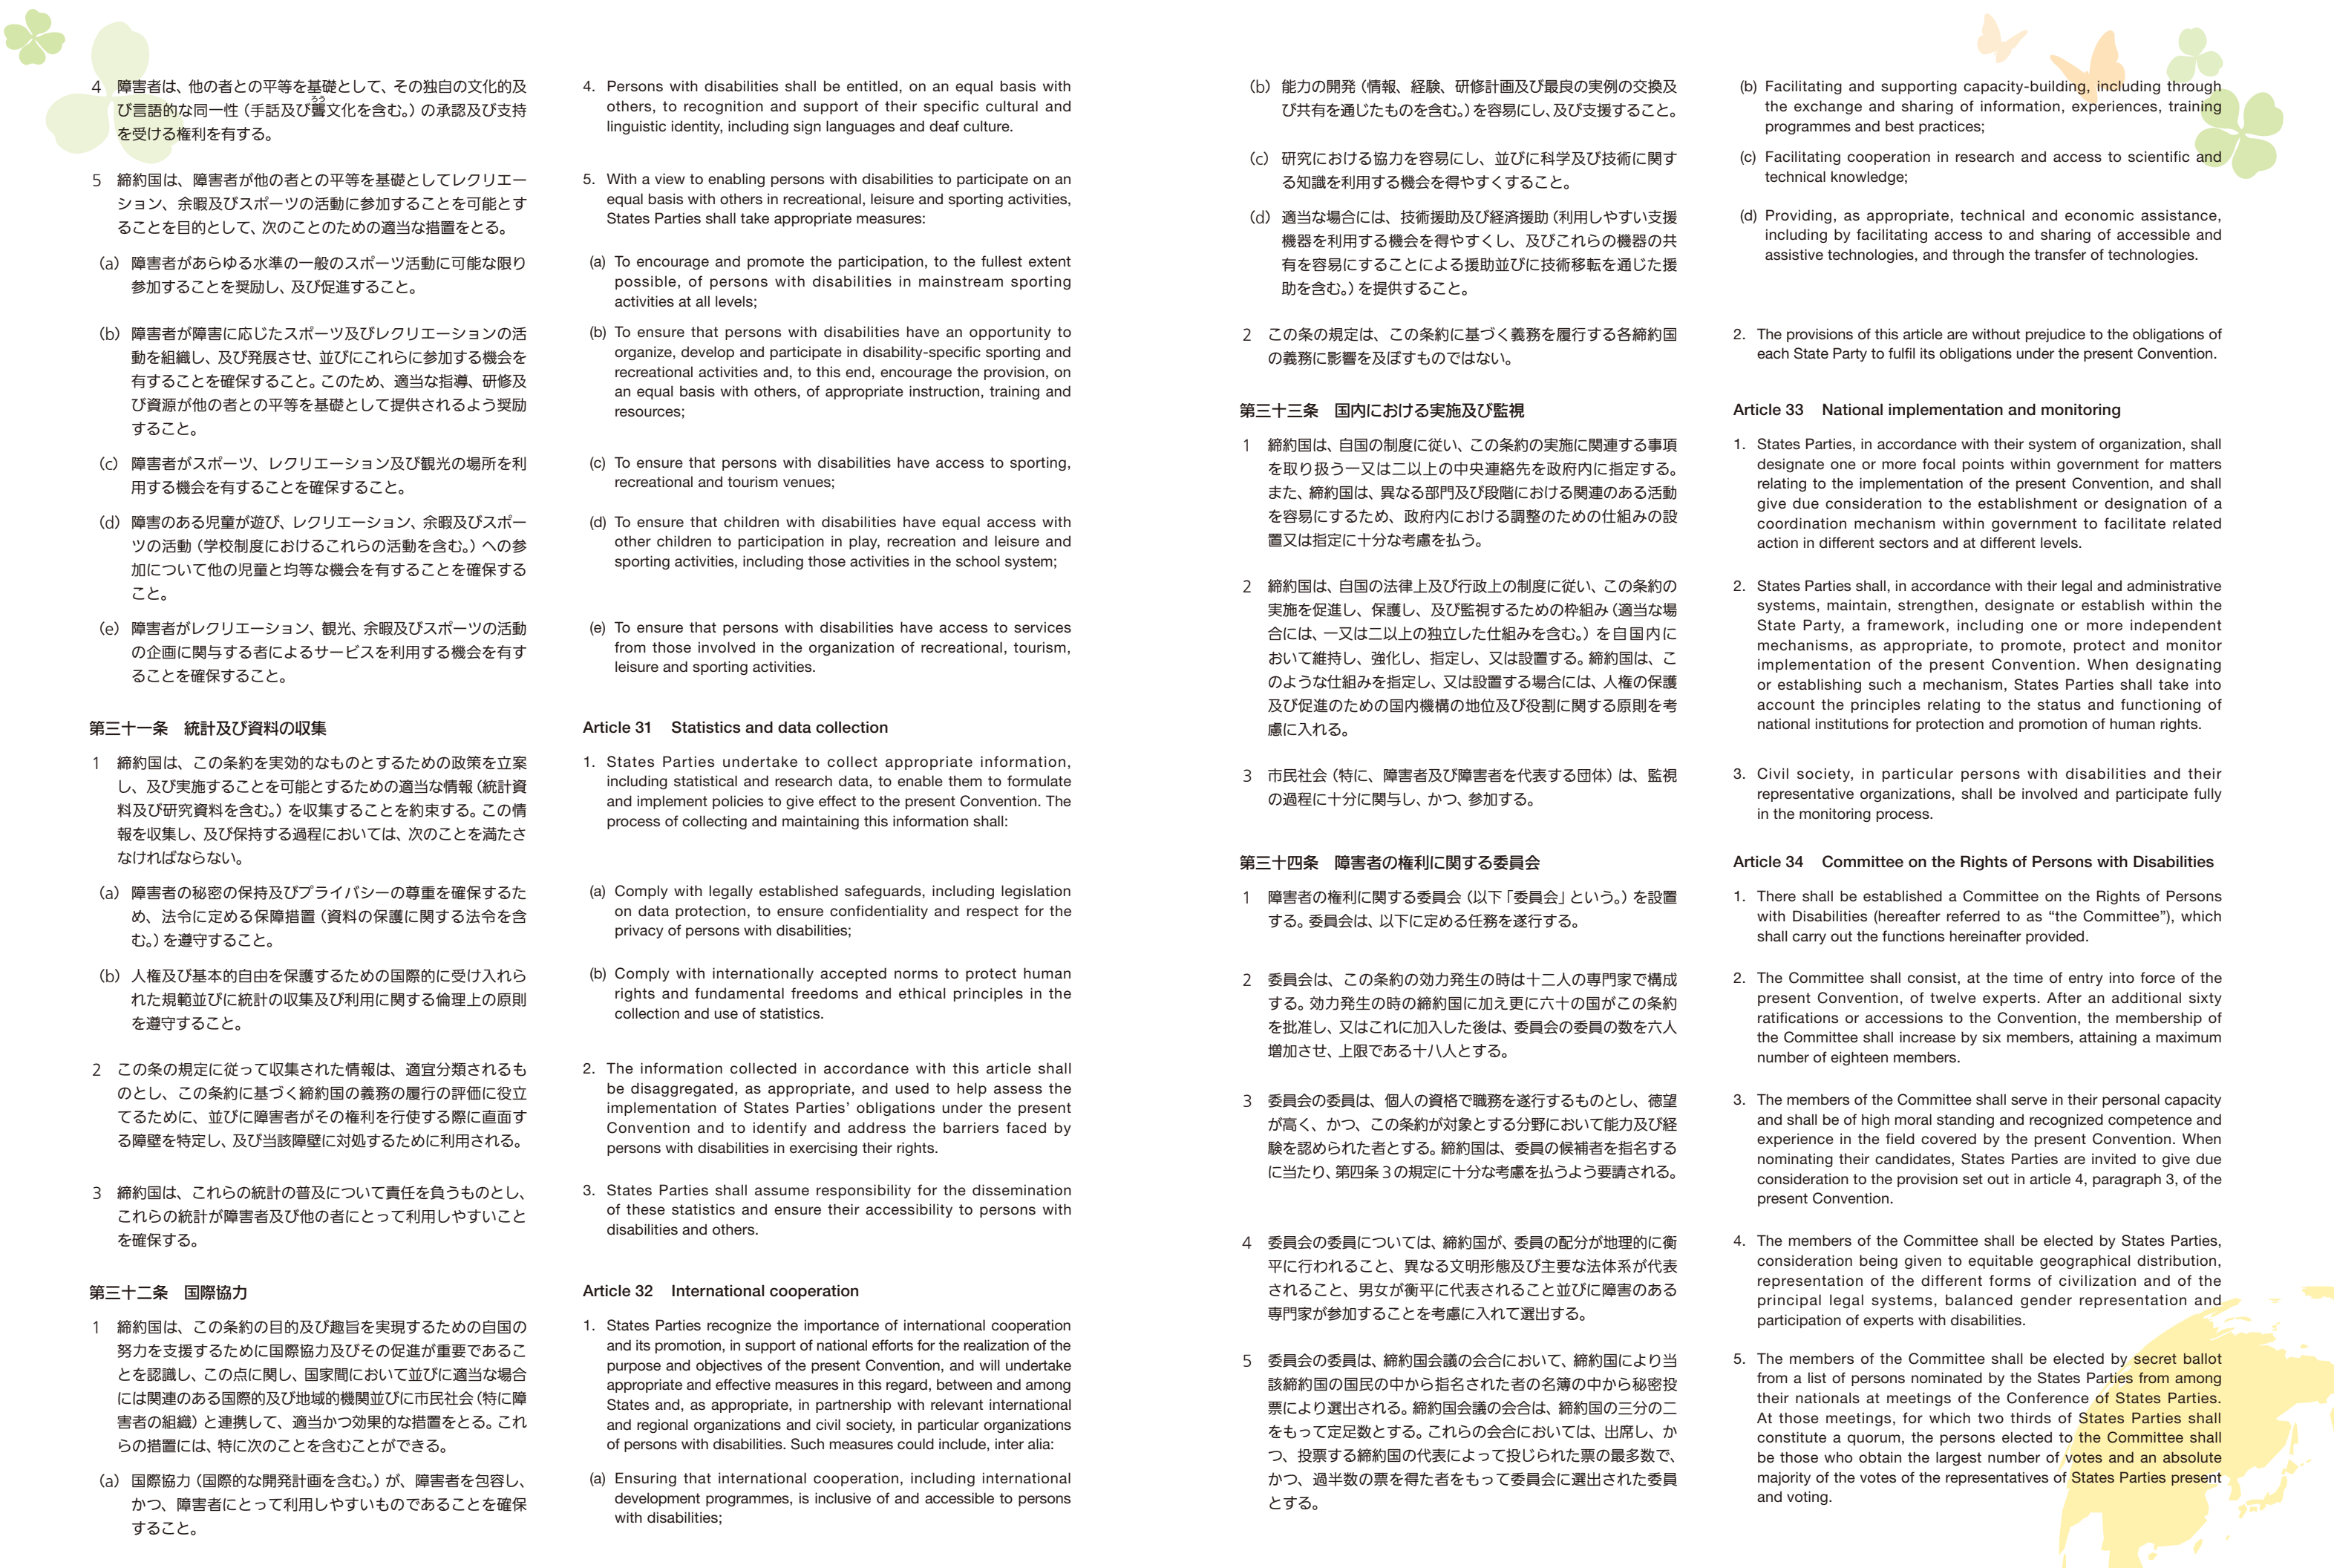 4 障害者は、他の者との平等を基礎として、その独自の文化的及
び言語的な同一性（手話及び聾文化を含む。）の承認及び支持
ろう
を受ける権利を有する。
5 締約国は、障害者が他の者との平等を基礎としてレクリエー
ション、余暇及びスポーツの活動に参加することを可能とす
ることを目的として、次のことのための適当な措置をとる。
（a）障害者があらゆる水準の一般のスポーツ活動に可能な限り
参加することを奨励し、及び促進すること。
（b）障害者が障害に応じたスポーツ及びレクリエーションの活
動を組織し、及び発展させ、並びにこれらに参加する機会を
有することを確保すること。このため、適当な指導、研修及
び資源が他の者との平等を基礎として提供されるよう奨励
すること。
（c）障害者がスポーツ、レクリエーション及び観光の場所を利
用する機会を有することを確保すること。
（d）障害のある児童が遊び、レクリエーション、余暇及びスポー
ツの活動（学校制度におけるこれらの活動を含む。）への参
加について他の児童と均等な機会を有することを確保する
こと。
（e）障害者がレクリエーション、観光、余暇及びスポーツの活動
の企画に関与する者によるサービスを利用する機会を有す
ることを確保すること。
第三十一条　統計及び資料の収集
1 締約国は、この条約を実効的なものとするための政策を立案
し、及び実施することを可能とするための適当な情報（統計資
料及び研究資料を含む。）を収集することを約束する。この情
報を収集し、及び保持する過程においては、次のことを満たさ
なければならない。
（a）障害者の秘密の保持及びプライバシーの尊重を確保するた
め、法令に定める保障措置（資料の保護に関する法令を含
む。）を遵守すること。
（b）人権及び基本的自由を保護するための国際的に受け入れら
れた規範並びに統計の収集及び利用に関する倫理上の原則
を遵守すること。
2 この条の規定に従って収集された情報は、適宜分類されるも
のとし、この条約に基づく締約国の義務の履行の評価に役立
てるために、並びに障害者がその権利を行使する際に直面す
る障壁を特定し、及び当該障壁に対処するために利用される。
3 締約国は、これらの統計の普及について責任を負うものとし、
これらの統計が障害者及び他の者にとって利用しやすいこと
を確保する。
第三十二条　国際協力
1 締約国は、この条約の目的及び趣旨を実現するための自国の
努力を支援するために国際協力及びその促進が重要であるこ
とを認識し、この点に関し、国家間において並びに適当な場合
には関連のある国際的及び地域的機関並びに市民社会（特に障
害者の組織）と連携して、適当かつ効果的な措置をとる。これ
らの措置には、特に次のことを含むことができる。
（a）国際協力（国際的な開発計画を含む。）が、障害者を包容し、
かつ、障害者にとって利用しやすいものであることを確保
すること。
4. Persons with disabilities shall be entitled, on an equal basis with
others, to recognition and support of their specific cultural and
linguistic identity, including sign languages and deaf culture.
5. With a view to enabling persons with disabilities to participate on an
equal basis with others in recreational, leisure and sporting activities,
States Parties shall take appropriate measures:
(a) To encourage and promote the participation, to the fullest extent
possible, of persons with disabilities in mainstream sporting
activities at all levels;
(b) To ensure that persons with disabilities have an opportunity to
organize, develop and participate in disability-specific sporting and
recreational activities and, to this end, encourage the provision, on
an equal basis with others, of appropriate instruction, training and
resources;
(c) To ensure that persons with disabilities have access to sporting,
recreational and tourism venues;
(d) To ensure that children with disabilities have equal access with
other children to participation in play, recreation and leisure and
sporting activities, including those activities in the school system;
(e) To ensure that persons with disabilities have access to services
from those involved in the organization of recreational, tourism,
leisure and sporting activities.
Article 31 Statistics and data collection
1. States Parties undertake to collect appropriate information,
including statistical and research data, to enable them to formulate
and implement policies to give effect to the present Convention. The
process of collecting and maintaining this information shall:
(a) Comply with legally established safeguards, including legislation
on data protection, to ensure confidentiality and respect for the
privacy of persons with disabilities;
(b) Comply with internationally accepted norms to protect human
rights and fundamental freedoms and ethical principles in the
collection and use of statistics.
2. The information collected in accordance with this article shall
be disaggregated, as appropriate, and used to help assess the
implementation of States Parties’ obligations under the present
Convention and to identify and address the barriers faced by
persons with disabilities in exercising their rights.
3. States Parties shall assume responsibility for the dissemination
of these statistics and ensure their accessibility to persons with
disabilities and others.
Article 32 International cooperation
1. States Parties recognize the importance of international cooperation
and its promotion, in support of national efforts for the realization of the
purpose and objectives of the present Convention, and will undertake
appropriate and effective measures in this regard, between and among
States and, as appropriate, in partnership with relevant international
and regional organizations and civil society, in particular organizations
of persons with disabilities. Such measures could include, inter alia:
(a) Ensuring that international cooperation, including international
development programmes, is inclusive of and accessible to persons
with disabilities;
（b）能力の開発（情報、経験、研修計画及び最良の実例の交換及
び共有を通じたものを含む。）を容易にし、及び支援すること。
（c）研究における協力を容易にし、並びに科学及び技術に関す
る知識を利用する機会を得やすくすること。
（d）適当な場合には、技術援助及び経済援助（利用しやすい支援
機器を利用する機会を得やすくし、及びこれらの機器の共
有を容易にすることによる援助並びに技術移転を通じた援
助を含む。）を提供すること。
2 この条の規定は、この条約に基づく義務を履行する各締約国
の義務に影響を及ぼすものではない。
第三十三条　国内における実施及び監視
1 締約国は、自国の制度に従い、この条約の実施に関連する事項
を取り扱う一又は二以上の中央連絡先を政府内に指定する。
また、締約国は、異なる部門及び段階における関連のある活動
を容易にするため、政府内における調整のための仕組みの設
置又は指定に十分な考慮を払う。
2 締約国は、自国の法律上及び行政上の制度に従い、この条約の
実施を促進し、保護し、及び監視するための枠組み（適当な場
合には、一又は二以上の独立した仕組みを含む。）を自国内に
おいて維持し、強化し、指定し、又は設置する。締約国は、こ
のような仕組みを指定し、又は設置する場合には、人権の保護
及び促進のための国内機構の地位及び役割に関する原則を考
慮に入れる。
3 市民社会（特に、障害者及び障害者を代表する団体）は、監視
の過程に十分に関与し、かつ、参加する。
第三十四条　障害者の権利に関する委員会
1 障害者の権利に関する委員会（以下「委員会」という。）を設置
する。委員会は、以下に定める任務を遂行する。
2 委員会は、この条約の効力発生の時は十二人の専門家で構成
する。効力発生の時の締約国に加え更に六十の国がこの条約
を批准し、又はこれに加入した後は、委員会の委員の数を六人
増加させ、上限である十八人とする。
3 委員会の委員は、個人の資格で職務を遂行するものとし、徳望
が高く、かつ、この条約が対象とする分野において能力及び経
験を認められた者とする。締約国は、委員の候補者を指名する
に当たり、第四条3の規定に十分な考慮を払うよう要請される。
4 委員会の委員については、締約国が、委員の配分が地理的に衡
平に行われること、異なる文明形態及び主要な法体系が代表
されること、男女が衡平に代表されること並びに障害のある
専門家が参加することを考慮に入れて選出する。
5 委員会の委員は、締約国会議の会合において、締約国により当
該締約国の国民の中から指名された者の名簿の中から秘密投
票により選出される。締約国会議の会合は、締約国の三分の二
をもって定足数とする。これらの会合においては、出席し、か
つ、投票する締約国の代表によって投じられた票の最多数で、
かつ、過半数の票を得た者をもって委員会に選出された委員
とする。
(b) Facilitating and supporting capacity-building, including through
the exchange and sharing of information, experiences, training
programmes and best practices;
(c) Facilitating cooperation in research and access to scientific and
technical knowledge;
(d) Providing, as appropriate, technical and economic assistance,
including by facilitating access to and sharing of accessible and
assistive technologies, and through the transfer of technologies.
2. The provisions of this article are without prejudice to the obligations of
each State Party to fulfil its obligations under the present Convention.
Article 33 National implementation and monitoring
1. States Parties, in accordance with their system of organization, shall
designate one or more focal points within government for matters
relating to the implementation of the present Convention, and shall
give due consideration to the establishment or designation of a
coordination mechanism within government to facilitate related
action in different sectors and at different levels.
2. States Parties shall, in accordance with their legal and administrative
systems, maintain, strengthen, designate or establish within the
State Party, a framework, including one or more independent
mechanisms, as appropriate, to promote, protect and monitor
implementation of the present Convention. When designating
or establishing such a mechanism, States Parties shall take into
account the principles relating to the status and functioning of
national institutions for protection and promotion of human rights.
3. Civil society, in particular persons with disabilities and their
representative organizations, shall be involved and participate fully
in the monitoring process.
Article 34 Committee on the Rights of Persons with Disabilities
1. There shall be established a Committee on the Rights of Persons
with Disabilities (hereafter referred to as “the Committee”), which
shall carry out the functions hereinafter provided.
2. The Committee shall consist, at the time of entry into force of the
present Convention, of twelve experts. After an additional sixty
ratifications or accessions to the Convention, the membership of
the Committee shall increase by six members, attaining a maximum
number of eighteen members.
3. The members of the Committee shall serve in their personal capacity
and shall be of high moral standing and recognized competence and
experience in the field covered by the present Convention. When
nominating their candidates, States Parties are invited to give due
consideration to the provision set out in article 4, paragraph 3, of the
present Convention.
4. The members of the Committee shall be elected by States Parties,
consideration being given to equitable geographical distribution,
representation of the different forms of civilization and of the
principal legal systems, balanced gender representation and
participation of experts with disabilities.
5. The members of the Committee shall be elected by secret ballot
from a list of persons nominated by the States Parties from among
their nationals at meetings of the Conference of States Parties.
At those meetings, for which two thirds of States Parties shall
constitute a quorum, the persons elected to the Committee shall
be those who obtain the largest number of votes and an absolute
majority of the votes of the representatives of States Parties present
and voting.